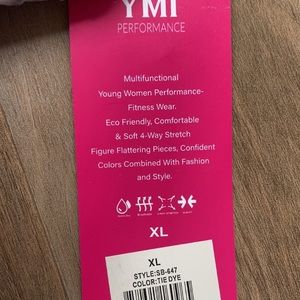 YMI
PERFORMANCE
Multifunctional
Young Women Performance-
Fitness Wear.
Eco Friendly, Comfortable
& Soft 4-Way Stretch
Figure Flattering Pieces, Confident
Colors Combined With Fashion
and Style.
XL
XL
STYLE:SB-647
COLOR:TIE DYE